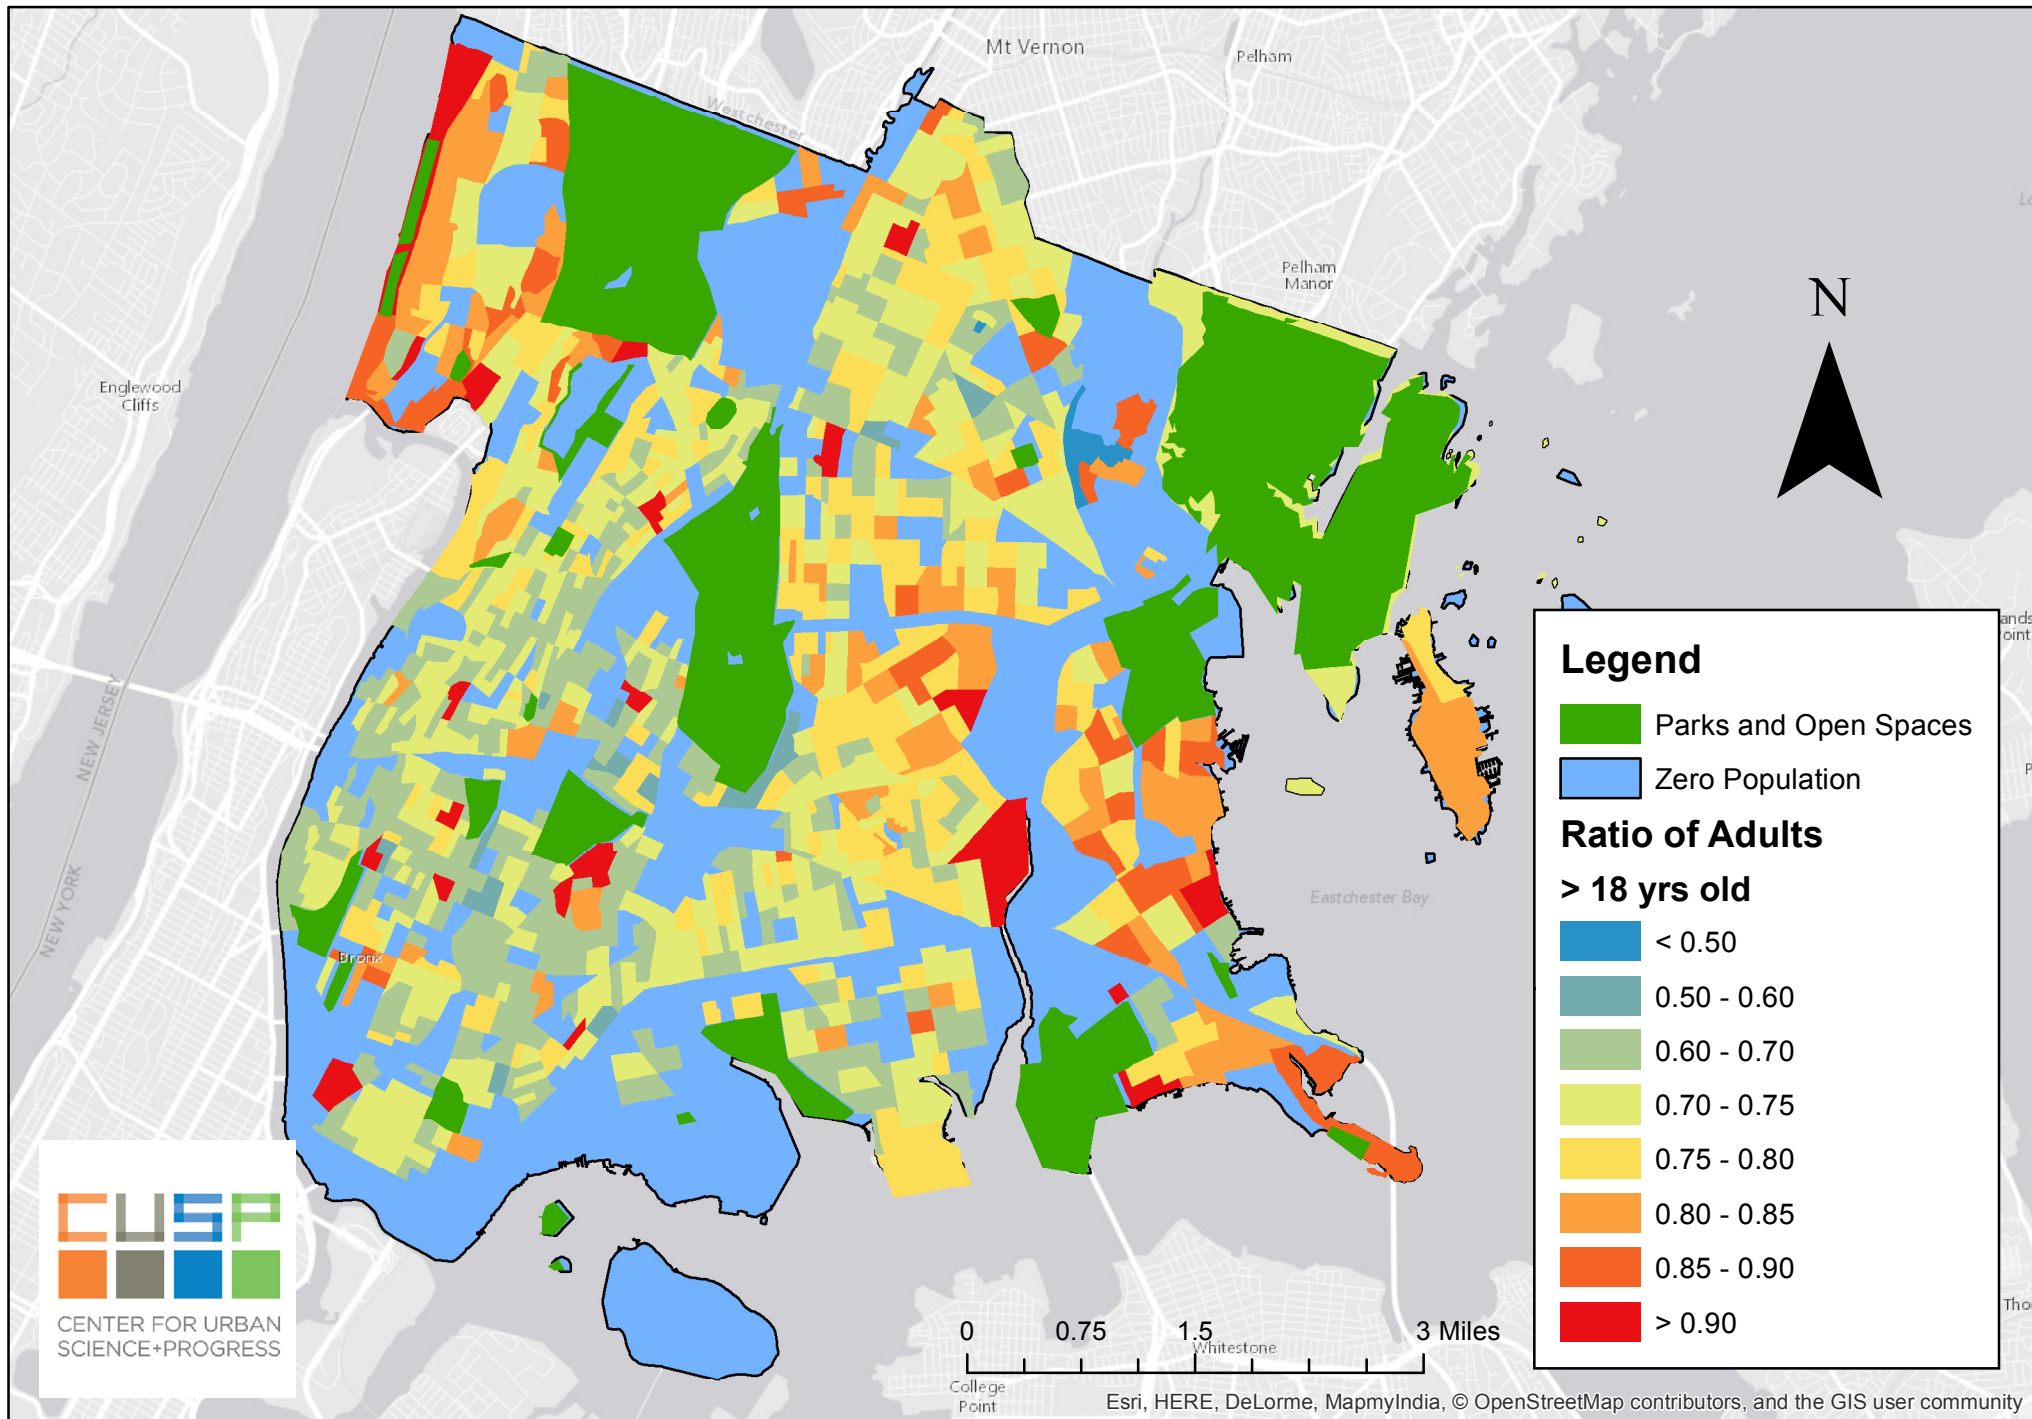 Mt Vernon
Pelham
Westchester
Pelham
Manor
N
Englewood
Cliffs
NEW JERSEY
NEW YORK
Bronx
Eastchester Bay
Legend
Parks and Open Spaces
Zero Population
Ratio of Adults
> 18 yrs old
< 0.50
0.50 - 0.60
0.60 - 0.70
0.70 - 0.75
0.75 - 0.80
0.80 - 0.85
0.85 - 0.90
> 0.90
CUSP
CENTER FOR URBAN
SCIENCE+PROGRESS
0 0.75 1.5 3 Miles
Whitestone
College
Point
Esri, HERE, DeLorme, MapmyIndia, © OpenStreetMap contributors, and the GIS user community